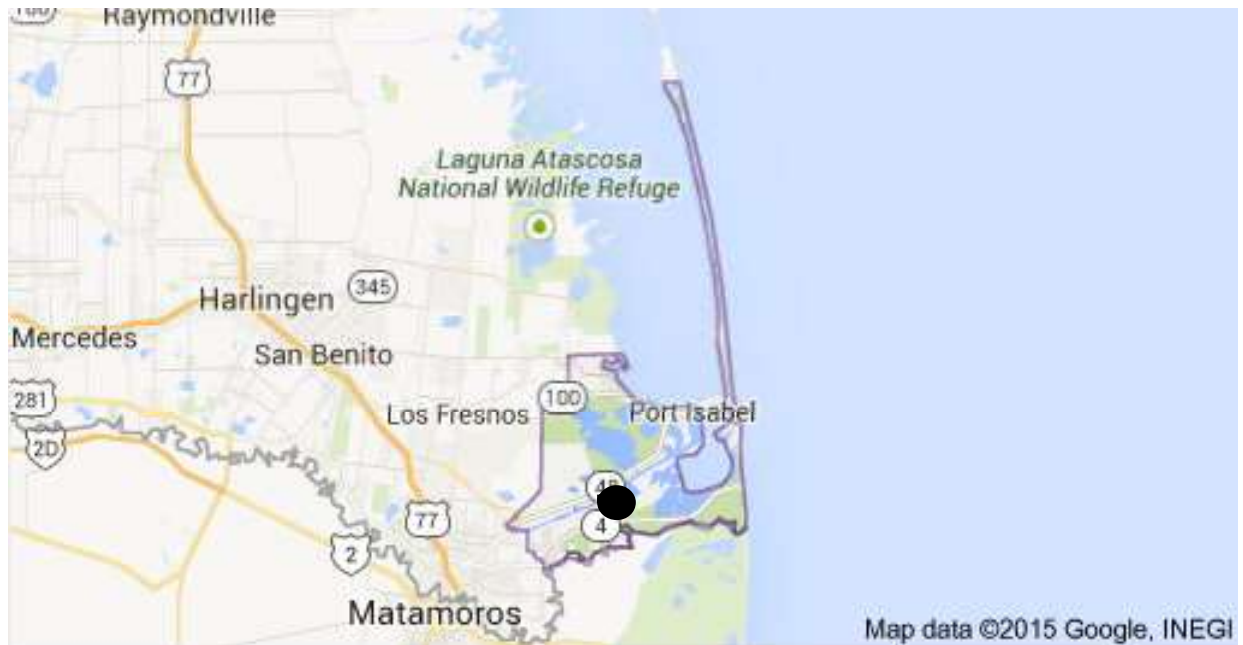 Raymondville
77
Laguna Atascosa
National Wildlife Refuge
Harlingen
345
Mercedes
San Benito
281
100
Los Fresnos
Port Isabel
2D
4
77
2
Matamoros
Map data ©2015 Google, INEGI